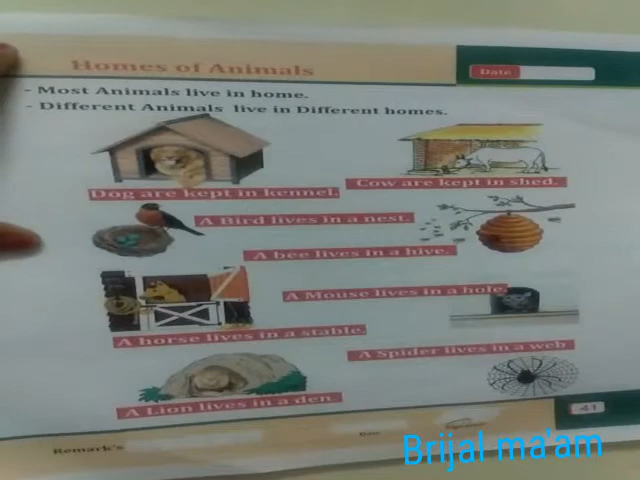 Homes of Animals
Date
- Most Animals live in home.
- Different Animals live in Different homes.
Dog are kept in kennel.
Cow are kept in shed.
A Bird lives in a nest.
A bee lives in a hive.
A Mouse lives in a hole.
A horse lives in a stable.
A Spider lives in a web
A Lion lives in a den.
41
Remark's
Date
Brijal ma'am